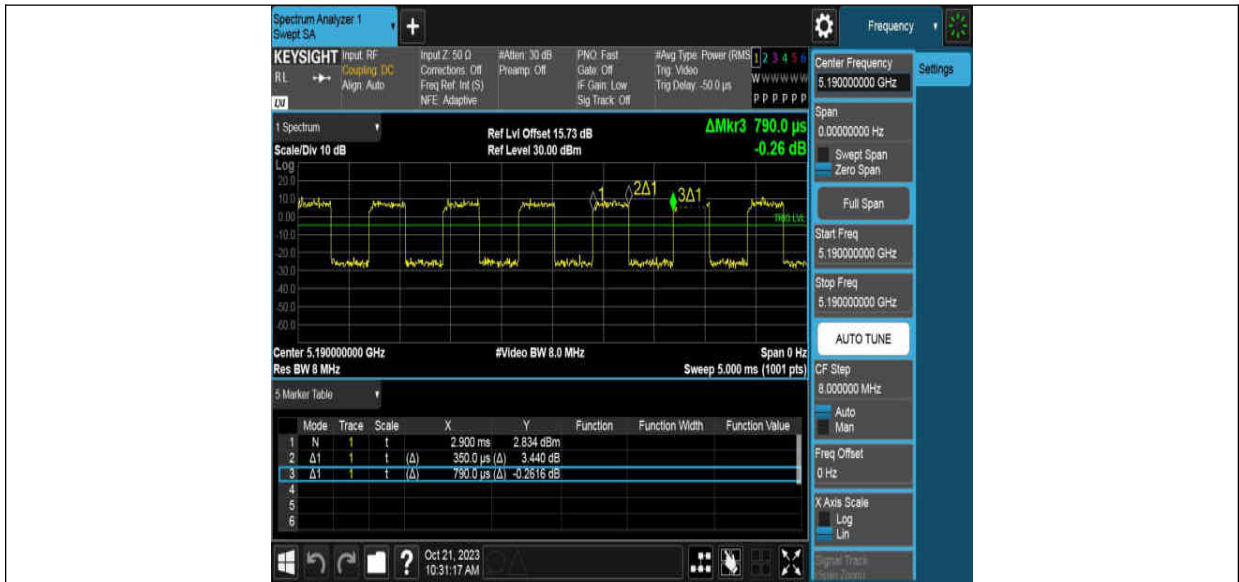 Spectrum Analyzer 1
Swept SA
+
Frequency
KEYSIGHT
RL
LXI
Input: RF
Coupling: DC
Align: Auto
Input Z: 50 Ω
Corrections: Off
Freq Ref: Int (S)
NFE: Adaptive
#Atten: 30 dB
Preamp: Off
PNO: Fast
Gate: Off
IF Gain: Low
Sig Track: Off
#Avg Type: Power (RMS
Trig: Video
Trig Delay: -50.0 µs
1 2 3 4 5 6
W W W W W W
P P P P P P
Center Frequency
5.190000000 GHz
Settings
1 Spectrum
Scale/Div 10 dB
Ref Lvl Offset 15.73 dB
Ref Level 30.00 dBm
ΔMkr3 790.0 µs
-0.26 dB
Log
20.0
10.0
0.00
-10.0
-20.0
-30.0
-40.0
-50.0
-60.0
1
2Δ1
3Δ1
TRIG LVL
Center 5.190000000 GHz
Res BW 8 MHz
#Video BW 8.0 MHz
Span 0 Hz
Sweep 5.000 ms (1001 pts)
Span
0.00000000 Hz
Swept Span
Zero Span
Full Span
Start Freq
5.190000000 GHz
Stop Freq
5.190000000 GHz
AUTO TUNE
CF Step
8.000000 MHz
Auto
Man
Freq Offset
0 Hz
X Axis Scale
Log
Lin
Signal Track
(Span Zoom)
5 Marker Table
Mode Trace Scale X Y Function Function Width Function Value
1 N 1 t 2.900 ms 2.834 dBm
2 Δ1 1 t (Δ) 350.0 µs (Δ) 3.440 dB
3 Δ1 1 t (Δ) 790.0 µs (Δ) -0.2616 dB
4
5
6
?
Oct 21, 2023
10:31:17 AM